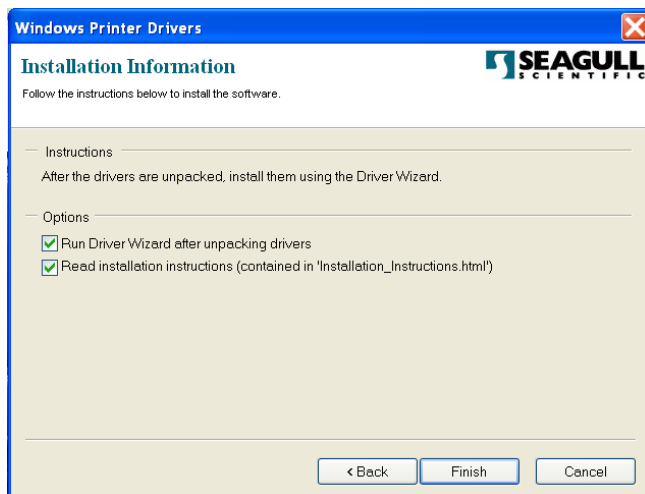 Windows Printer Drivers
Installation Information
SEAGULL
SCIENTIFIC
Follow the instructions below to install the software.
Instructions
After the drivers are unpacked, install them using the Driver Wizard.
Options
Run Driver Wizard after unpacking drivers
Read installation instructions (contained in 'Installation_Instructions.html')
< Back
Finish
Cancel